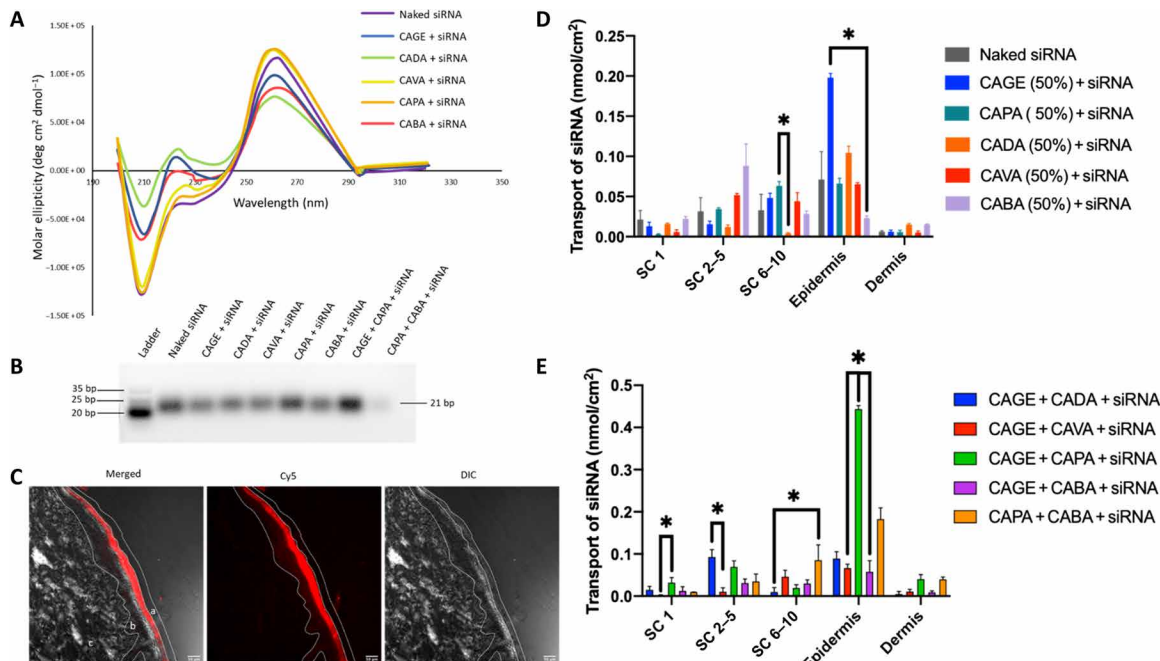 A
1.50E + 05
1.00E + 05
5.00E + 04
0.00E + 00
−5.00E + 04
−1.00E + 05
−1.50E + 05
190
210
230
250
270
290
310
330
350
Molar ellipticity (deg cm² dmol⁻¹)
Wavelength (nm)
Naked siRNA
CAGE + siRNA
CADA + siRNA
CAVA + siRNA
CAPA + siRNA
CABA + siRNA
B
Ladder
Naked siRNA
CAGE + siRNA
CADA + siRNA
CAVA + siRNA
CAPA + siRNA
CABA + siRNA
CAGE + CAPA + siRNA
CAPA + CABA + siRNA
35 bp
25 bp
20 bp
21 bp
C
Merged
Cy5
DIC
a
b
c
D
Transport of siRNA (nmol/cm²)
0.25
0.20
0.15
0.10
0.05
0.00
*
*
SC 1
SC 2–5
SC 6–10
Epidermis
Dermis
Naked siRNA
CAGE (50%) + siRNA
CAPA ( 50%) + siRNA
CADA (50%) + siRNA
CAVA (50%) + siRNA
CABA (50%) + siRNA
E
Transport of siRNA (nmol/cm²)
0.5
0.4
0.3
0.2
0.1
0.0
*
*
*
*
SC 1
SC 2–5
SC 6–10
Epidermis
Dermis
CAGE + CADA + siRNA
CAGE + CAVA + siRNA
CAGE + CAPA + siRNA
CAGE + CABA + siRNA
CAPA + CABA + siRNA